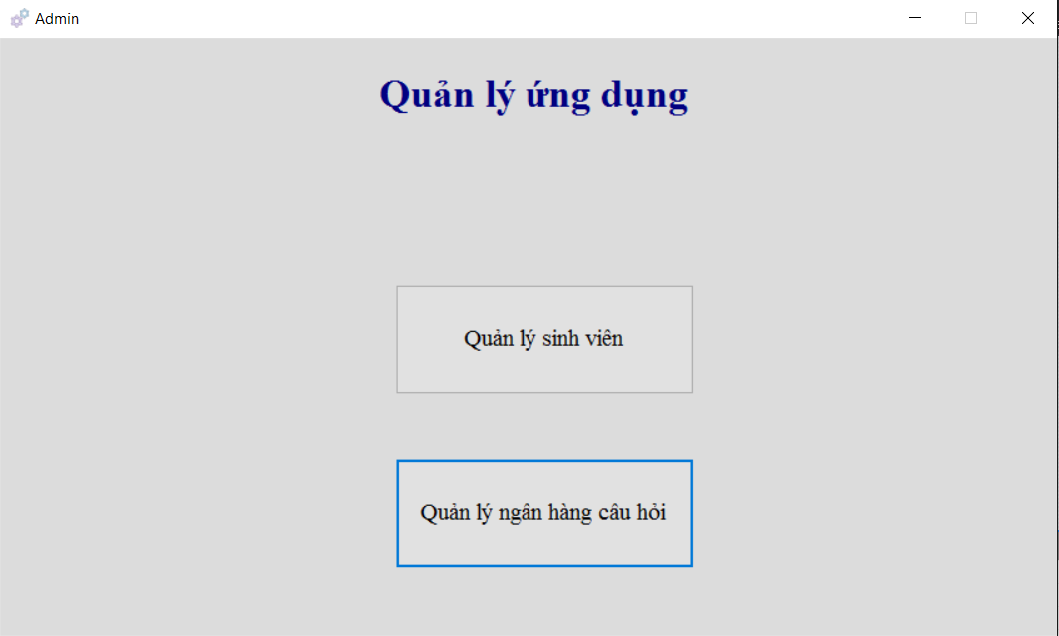 Admin
Quản lý ứng dụng
Quản lý sinh viên
Quản lý ngân hàng câu hỏi